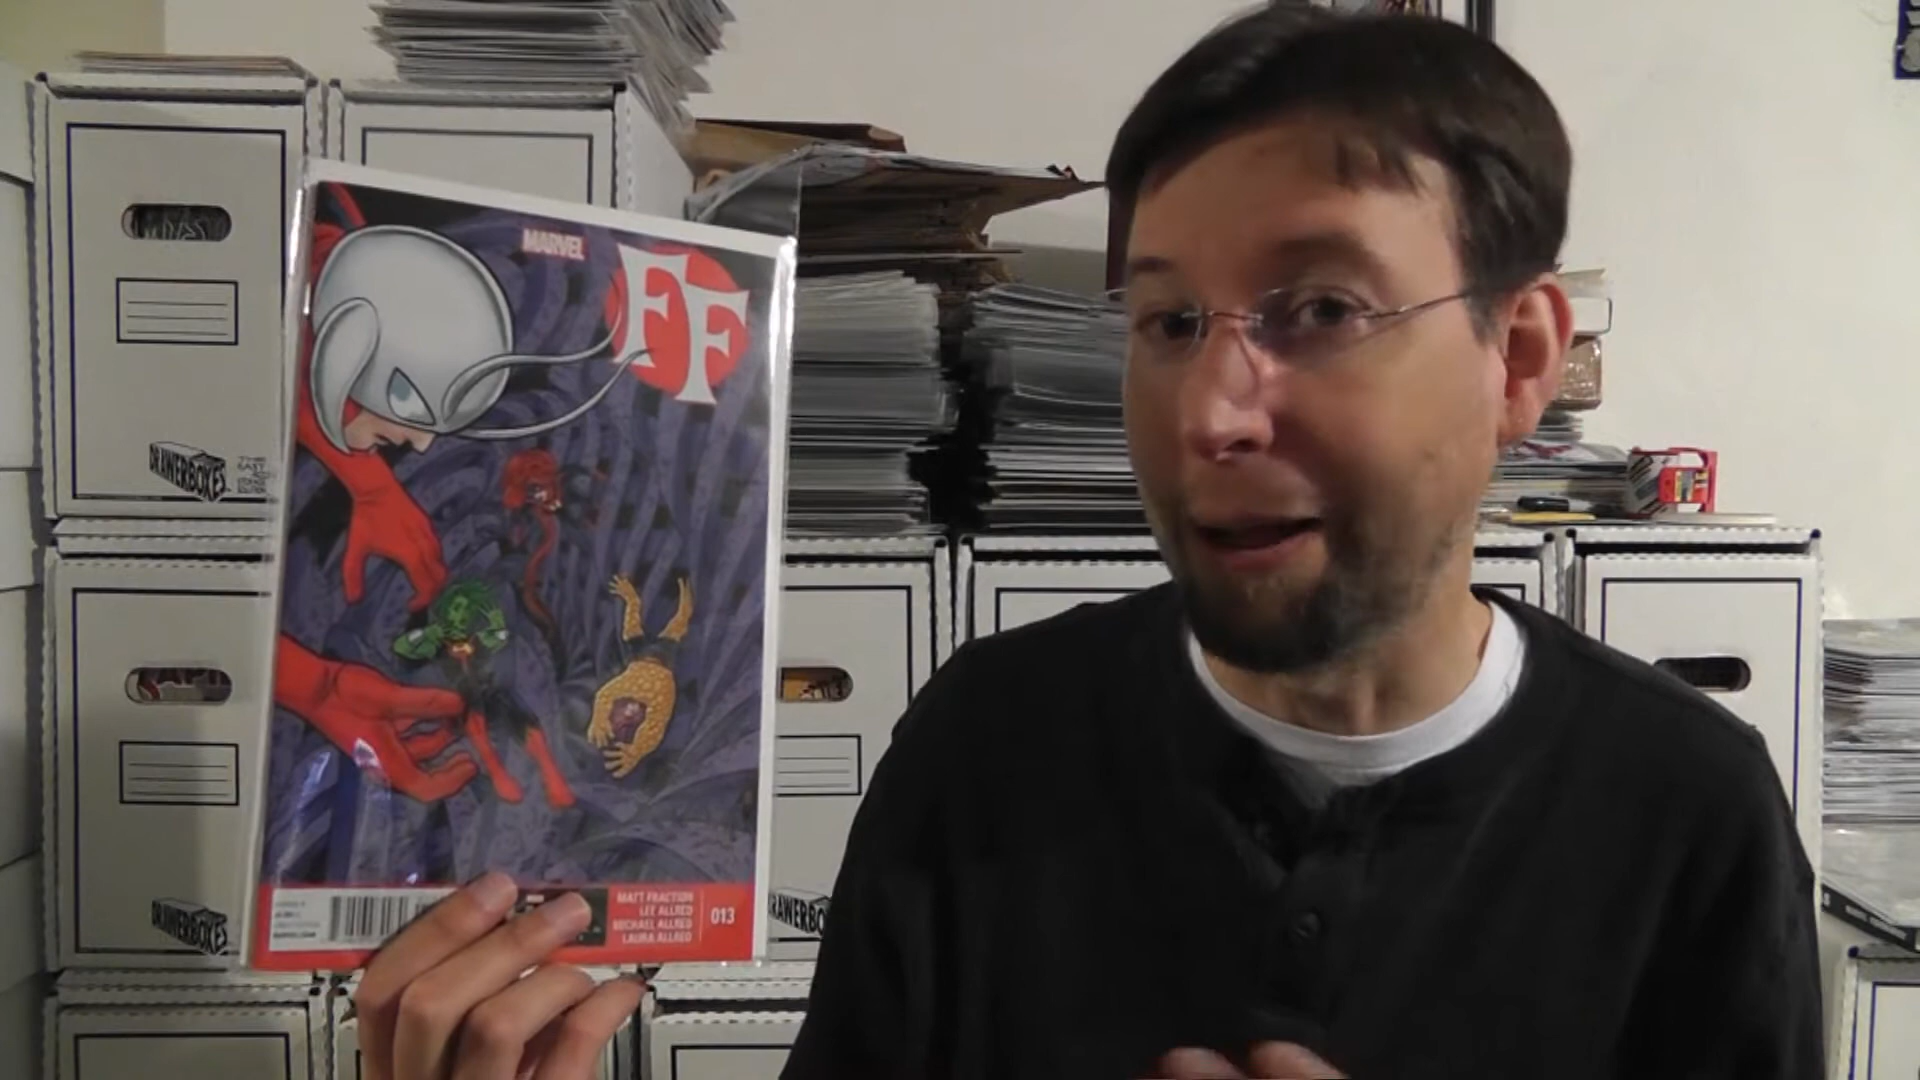 MARVEL
FF
MATT FRACTION
LEE ALLRED
MICHAEL ALLRED
LAURA ALLRED
013
DRAWERBOXES
DRAWERBOXES